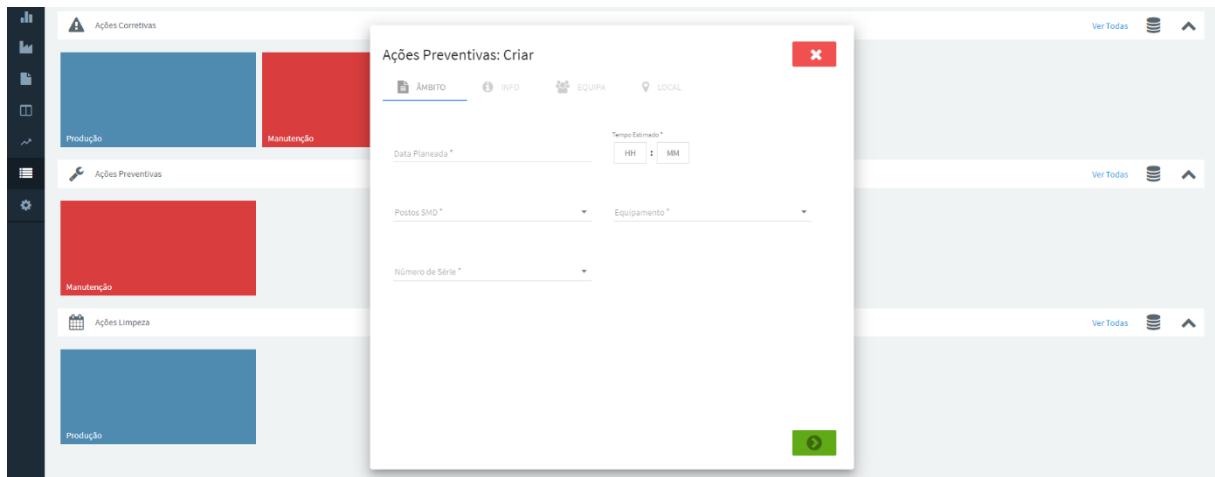 Ações Corretivas
Ver Todas
Produção
Manutenção
Ações Preventivas
Ver Todas
Manutenção
Ações Limpeza
Ver Todas
Produção
Ações Preventivas: Criar
ÂMBITO
INFO
EQUIPA
LOCAL
Data Planeada *
Tempo Estimado *
HH : MM
Postos SMD *
Equipamento *
Número de Série *